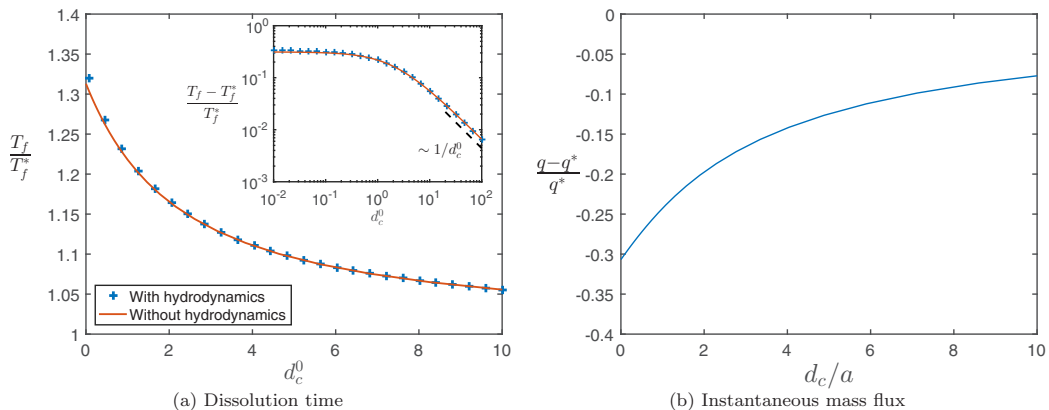 1.4
1.3
1.2
1.15
1.1
1.05
1
T_f
T_f^*
0 2 4 6 8 10
d_c^0
With hydrodynamics
Without hydrodynamics
10^0
10^-1
10^-2
10^-3
T_f − T_f^*
T_f^*
∼ 1/d_c^0
10^-2 10^-1 10^0 10^1 10^2
d_c^0
(a) Dissolution time
0
-0.05
-0.1
-0.15
-0.2
-0.25
-0.3
-0.35
-0.4
q−q^*
q^*
0 2 4 6 8 10
d_c/a
(b) Instantaneous mass flux